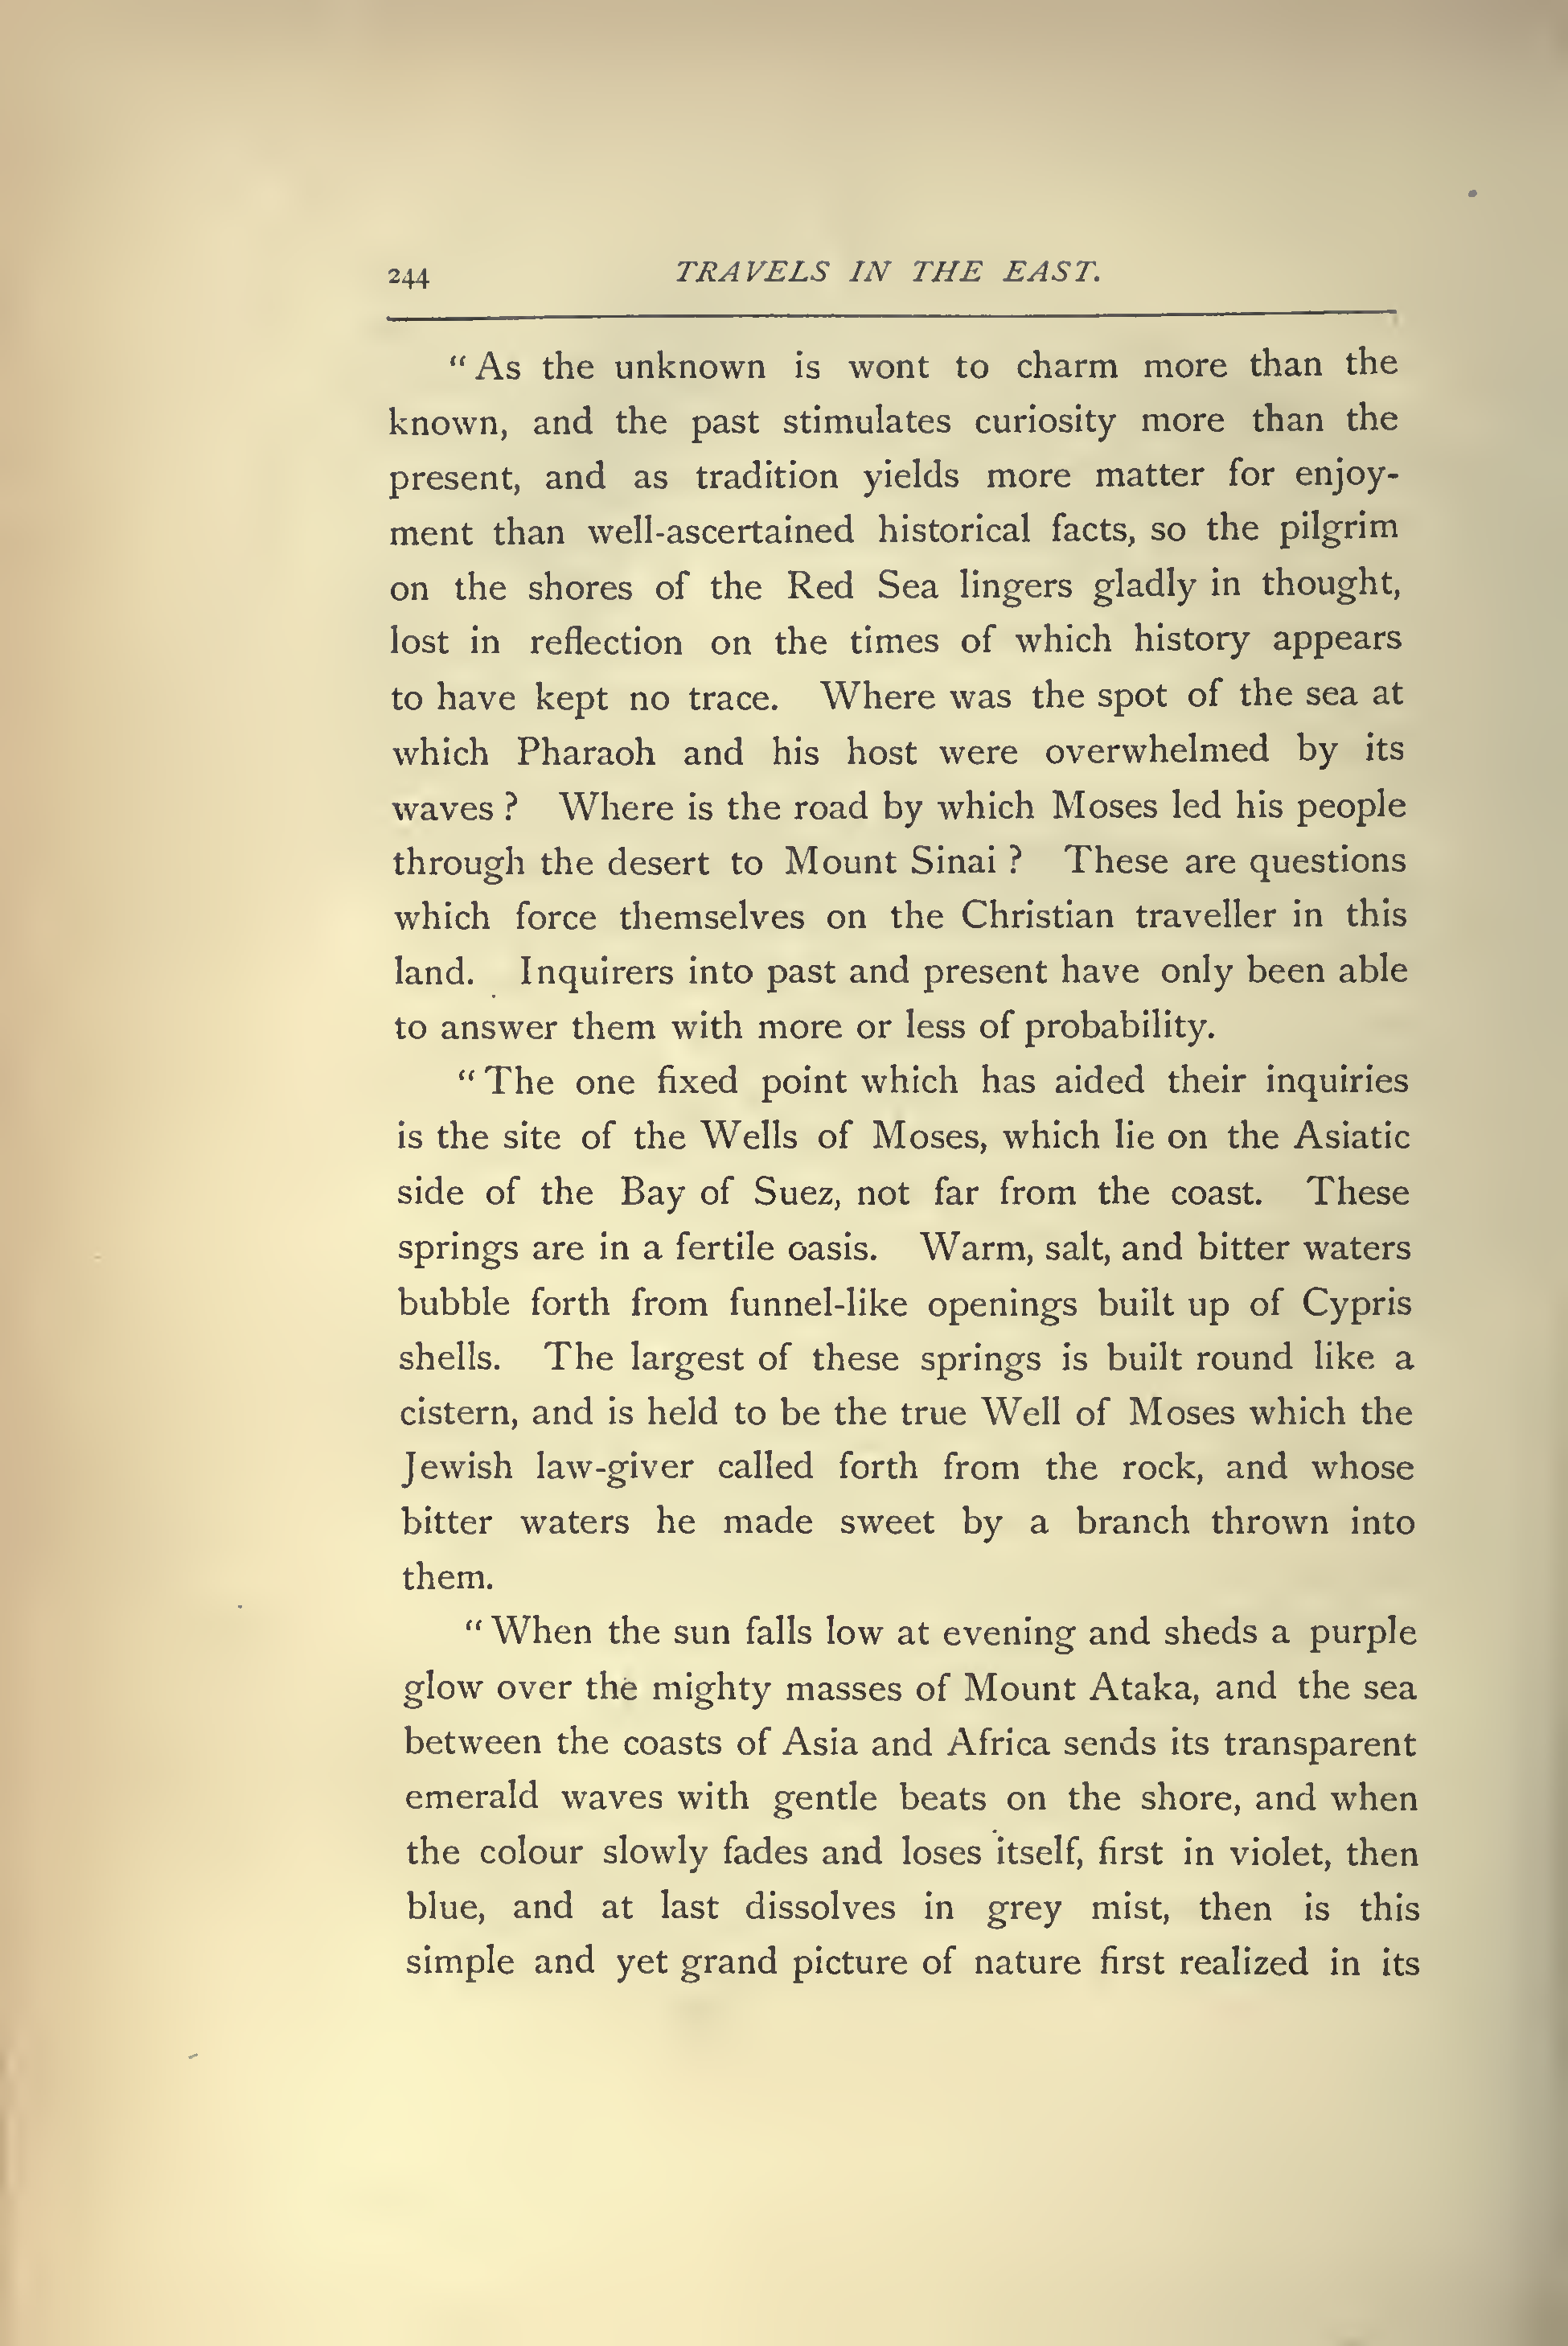 244 TRAVELS IN THE EAST.
“ As the unknown is wont to charm more than the
known, and the past stimulates curiosity more than the
present, and as tradition yields more matter for enjoy-
ment than well-ascertained historical facts, so the pilgrim
on the shores of the Red Sea lingers gladly in thought,
lost in reflection on the times of which history appears
to have kept no trace. Where was the spot of the sea at
which Pharaoh and his host were overwhelmed by its
waves ? Where is the road by which Moses led his people
through the desert to Mount Sinai ? These are questions
which force themselves on the Christian traveller in this
land. Inquirers into past and present have only been able
to answer them with more or less of probability.
“ The one fixed point which has aided their inquiries
is the site of the Wells of Moses, which lie on the Asiatic
side of the Bay of Suez, not far from the coast. These
springs are in a fertile oasis. Warm, salt, and bitter waters
bubble forth from funnel-like openings built up of Cypris
shells. The largest of these springs is built round like a
cistern, and is held to be the true Well of Moses which the
Jewish law-giver called forth from the rock, and whose
bitter waters he made sweet by a branch thrown into
them.
“ When the sun falls low at evening and sheds a purple
glow over the mighty masses of Mount Ataka, and the sea
between the coasts of Asia and Africa sends its transparent
emerald waves with gentle beats on the shore, and when
the colour slowly fades and loses itself, first in violet, then
blue, and at last dissolves in grey mist, then is this
simple and yet grand picture of nature first realized in its